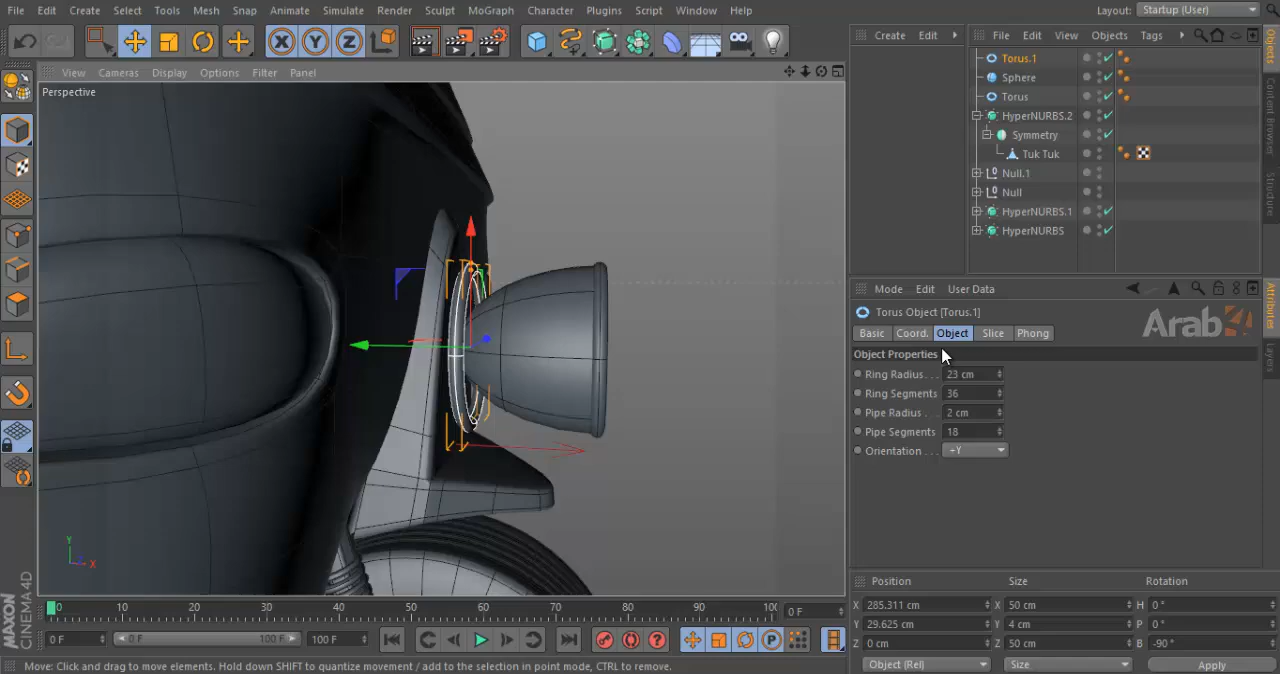 File Edit Create Select Tools Mesh Snap Animate Simulate Render Sculpt MoGraph Character Plugins Script Window Help
Layout: Startup (User)
View Cameras Display Options Filter Panel
Perspective
Y
X
Create Edit
File Edit View Objects Tags
Torus.1
Sphere
Torus
HyperNURBS.2
Symmetry
Tuk Tuk
Null.1
Null
HyperNURBS.1
HyperNURBS
Objects
Content Browser
Structure
Mode Edit User Data
Torus Object [Torus.1]
Arab
Basic Coord. Object Slice Phong
Object Properties
Ring Radius . . . 23 cm
Ring Segments 36
Pipe Radius . . 2 cm
Pipe Segments 18
Orientation . . . +Y
Attributes
Layers
0 10 20 30 40 50 60 70 80 90 100 0 F
0 F 0 F 100 F 100 F
Position Size Rotation
X 285.311 cm X 50 cm H 0 °
Y 29.625 cm Y 4 cm P 0 °
Z 0 cm Z 50 cm B -90 °
Object (Rel) Size Apply
MAXON
CINEMA 4D
Move: Click and drag to move elements. Hold down SHIFT to quantize movement / add to the selection in point mode, CTRL to remove.